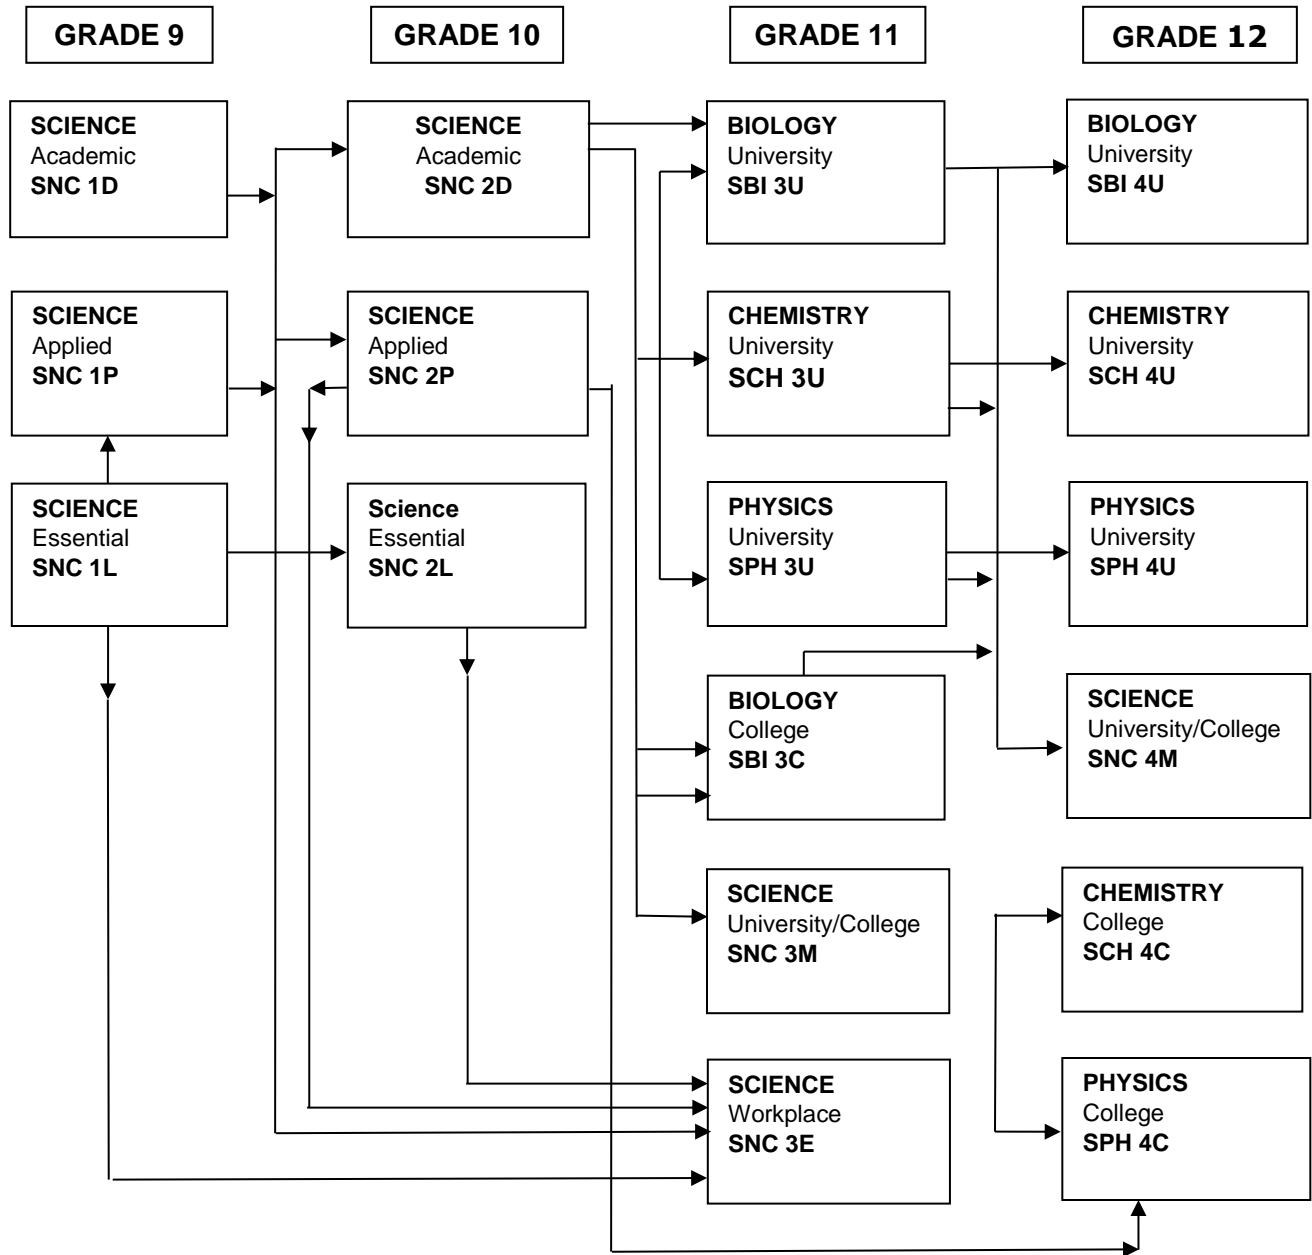 GRADE 9
GRADE 10
GRADE 11
GRADE 12
SCIENCE
Academic
SNC 1D
SCIENCE
Academic
SNC 2D
BIOLOGY
University
SBI 3U
BIOLOGY
University
SBI 4U
SCIENCE
Applied
SNC 1P
SCIENCE
Applied
SNC 2P
CHEMISTRY
University
SCH 3U
CHEMISTRY
University
SCH 4U
SCIENCE
Essential
SNC 1L
Science
Essential
SNC 2L
PHYSICS
University
SPH 3U
PHYSICS
University
SPH 4U
BIOLOGY
College
SBI 3C
SCIENCE
University/College
SNC 4M
SCIENCE
University/College
SNC 3M
CHEMISTRY
College
SCH 4C
SCIENCE
Workplace
SNC 3E
PHYSICS
College
SPH 4C